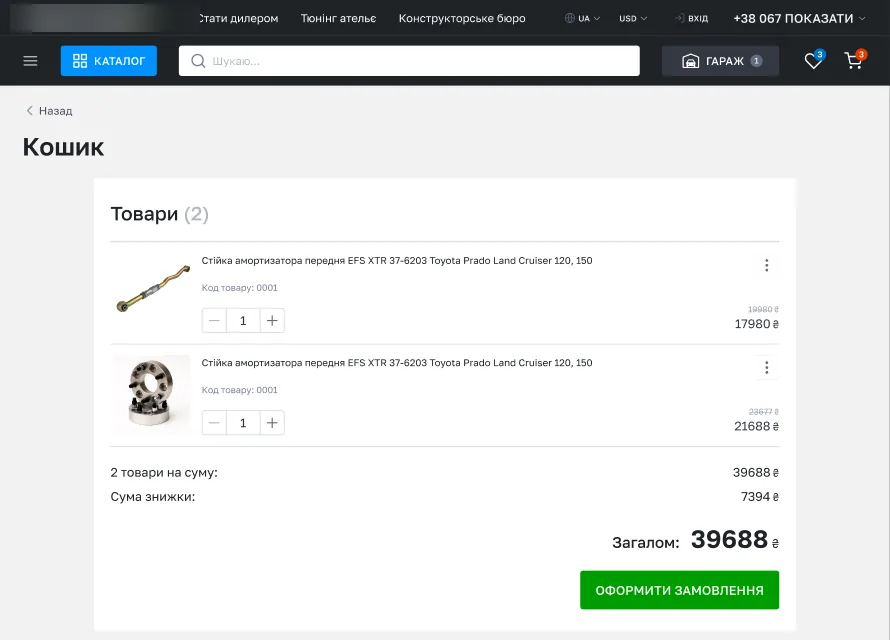 Стати дилером Тюнінг ательє Конструкторське бюро UA USD ВХІД +38 067 ПОКАЗАТИ
КАТАЛОГ Шукаю... ГАРАЖ 1 3 3
Назад
Кошик
Товари (2)
Стійка амортизатора передня EFS XTR 37-6203 Toyota Prado Land Cruiser 120, 150
Код товару: 0001
19980 ₴
1
17980 ₴
Стійка амортизатора передня EFS XTR 37-6203 Toyota Prado Land Cruiser 120, 150
Код товару: 0001
23677 ₴
1
21688 ₴
2 товари на суму: 39688 ₴
Сума знижки: 7394 ₴
Загалом: 39688 ₴
ОФОРМИТИ ЗАМОВЛЕННЯ